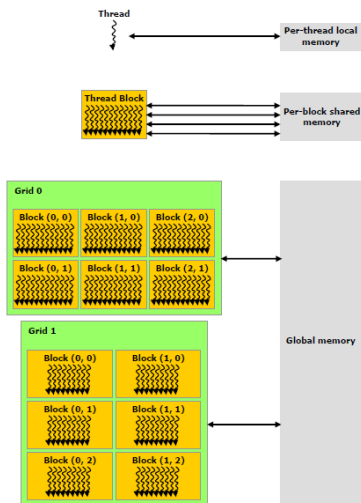 Thread
Per-thread local
memory
Thread Block
Per-block shared
memory
Grid 0
Block (0, 0) Block (1, 0) Block (2, 0)
Block (0, 1) Block (1, 1) Block (2, 1)
Grid 1
Block (0, 0) Block (1, 0)
Block (0, 1) Block (1, 1)
Block (0, 2) Block (1, 2)
Global memory